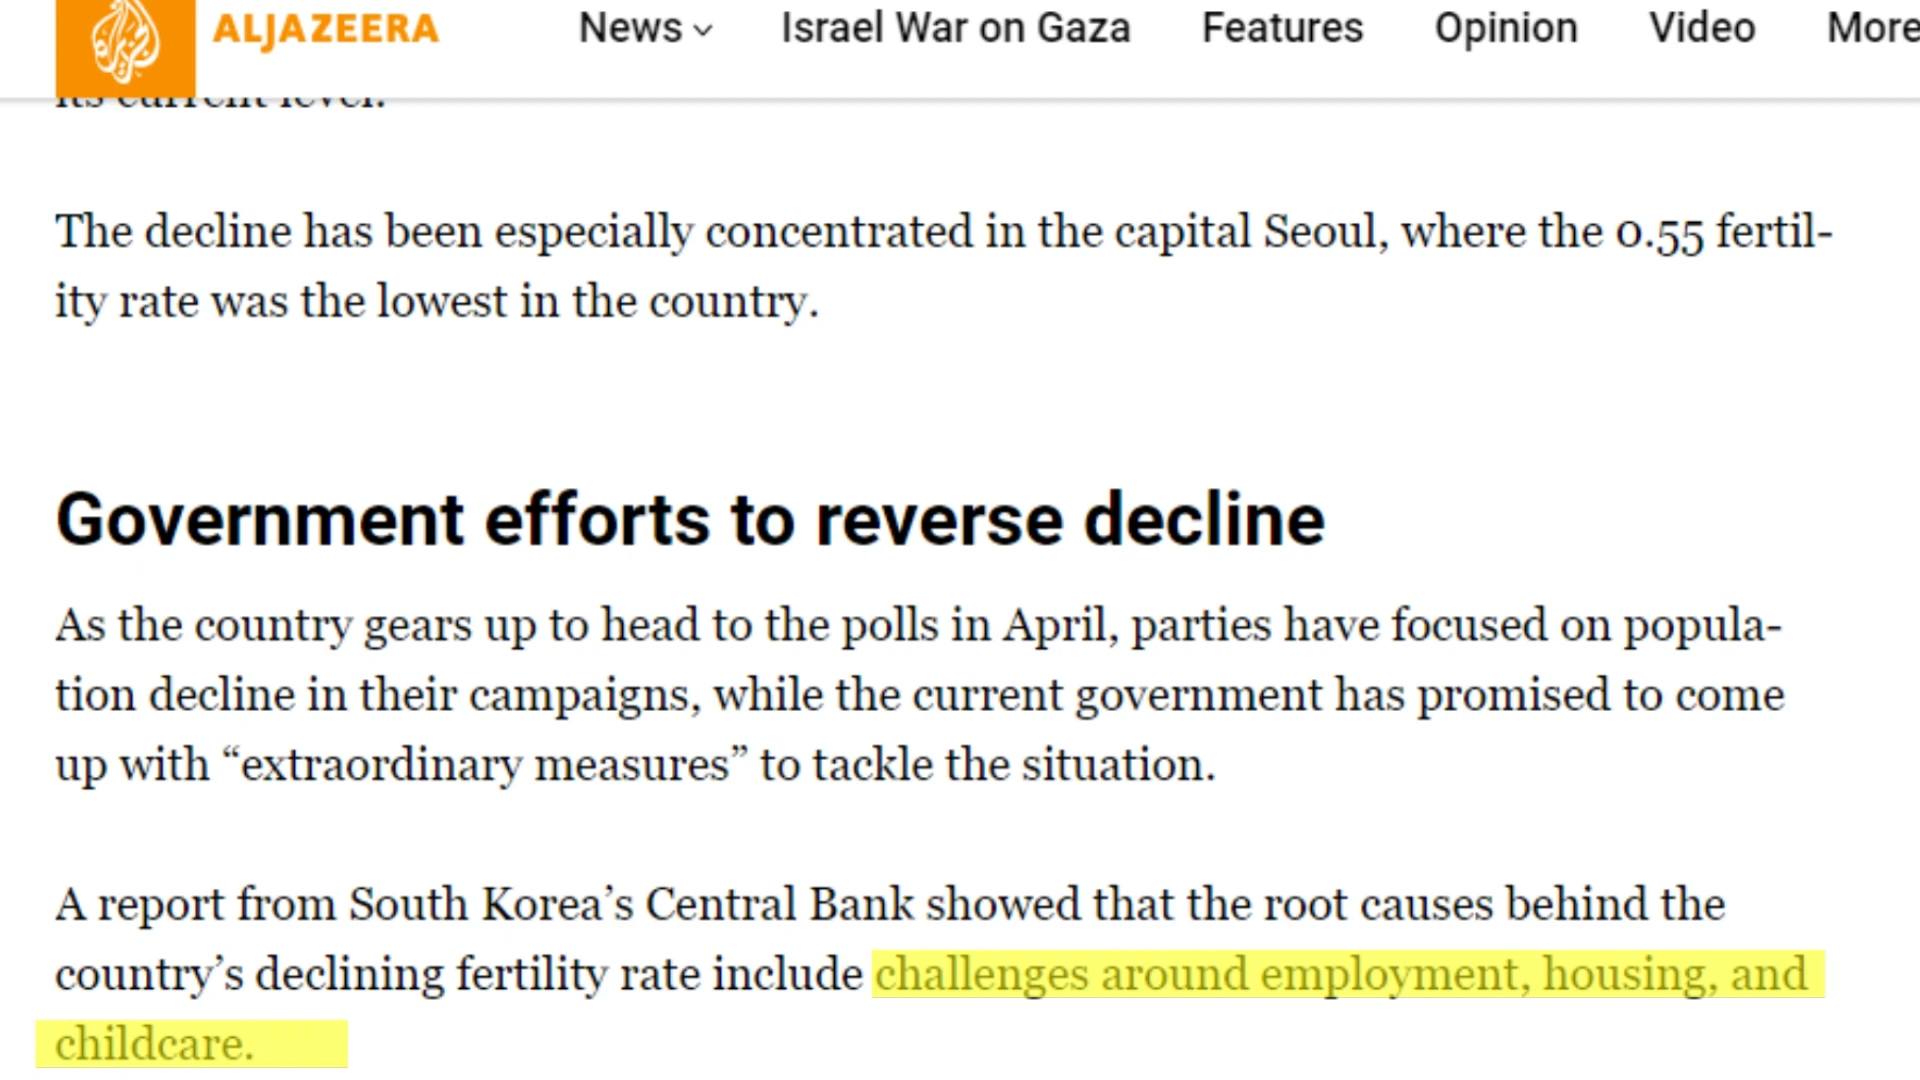 ALJAZEERA News Israel War on Gaza Features Opinion Video More
its current level.
The decline has been especially concentrated in the capital Seoul, where the 0.55 fertil-
ity rate was the lowest in the country.
Government efforts to reverse decline
As the country gears up to head to the polls in April, parties have focused on popula-
tion decline in their campaigns, while the current government has promised to come
up with “extraordinary measures” to tackle the situation.
A report from South Korea’s Central Bank showed that the root causes behind the
country’s declining fertility rate include challenges around employment, housing, and
childcare.